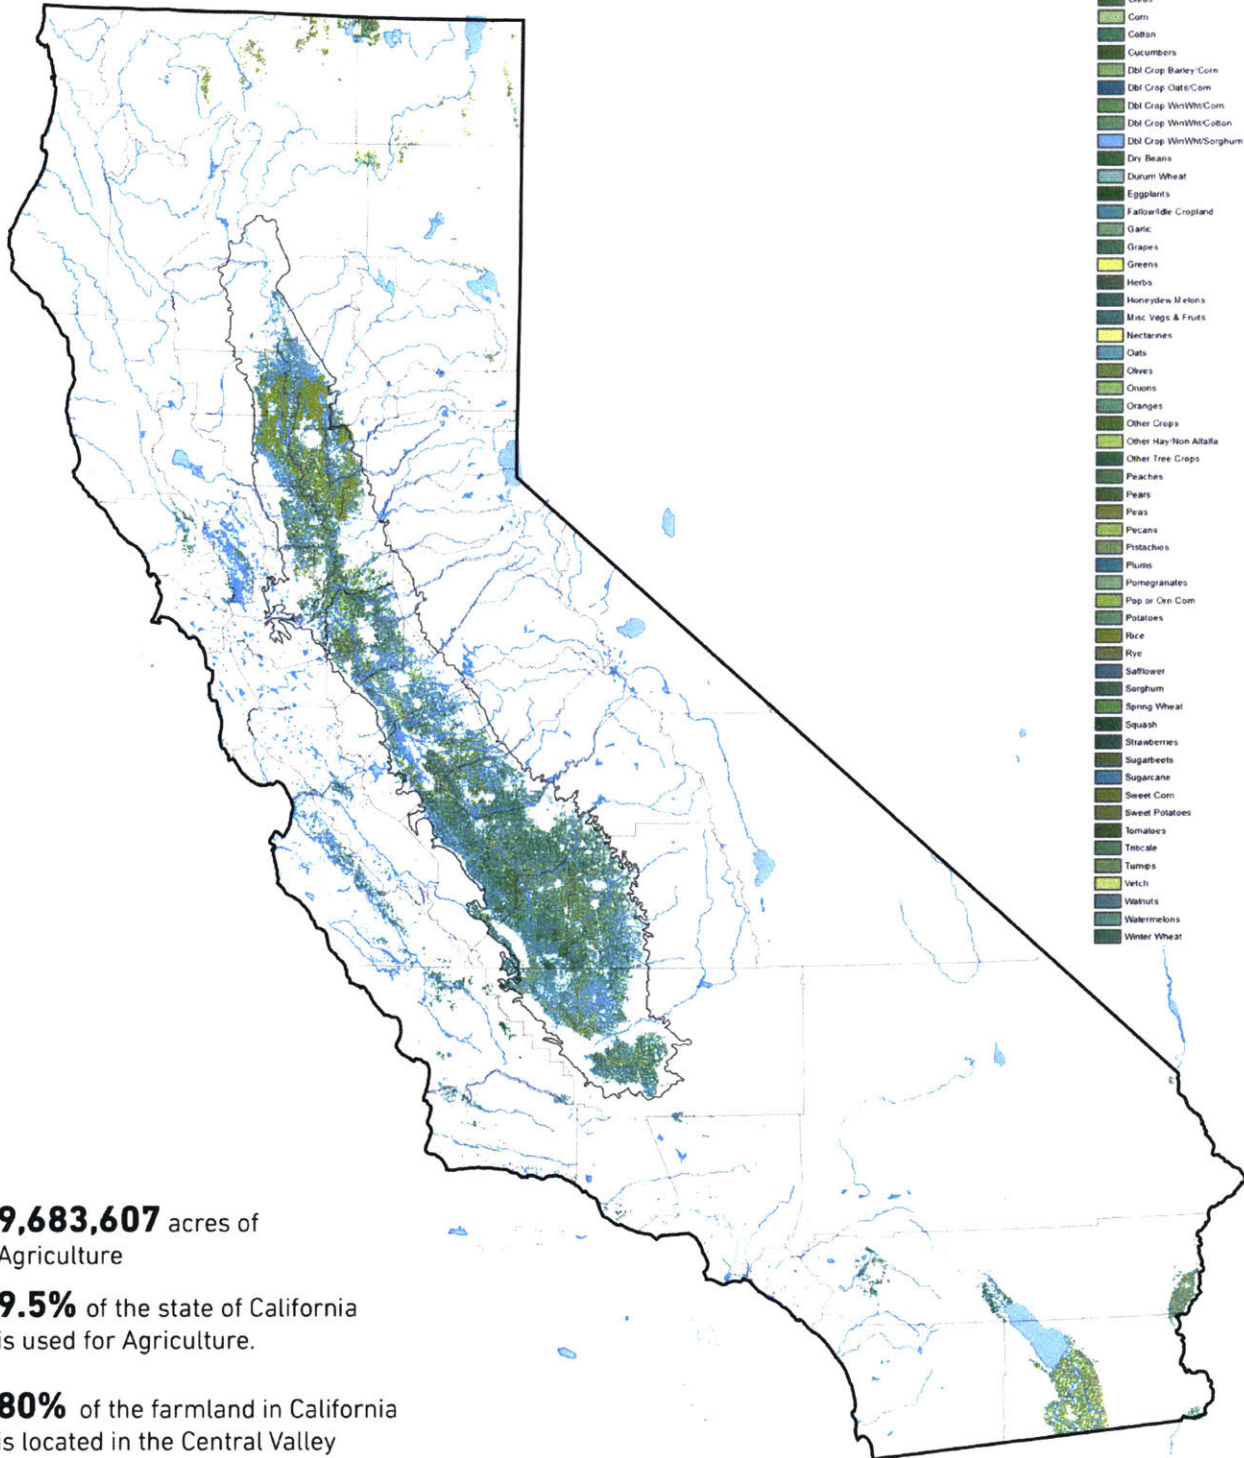 Corn
Cotton
Cucumbers
Dbl Crop Barley/Corn
Dbl Crop Oats/Corn
Dbl Crop WinWht/Corn
Dbl Crop WinWht/Cotton
Dbl Crop WinWht/Sorghum
Dry Beans
Durum Wheat
Eggplants
Fallow/Idle Cropland
Garlic
Grapes
Greens
Herbs
Honeydew Melons
Misc Vegs & Fruits
Nectarines
Oats
Olives
Onions
Oranges
Other Crops
Other Hay/Non Alfalfa
Other Tree Crops
Peaches
Pears
Peas
Pecans
Pistachios
Plums
Pomegranates
Pop or Orn Corn
Potatoes
Rice
Rye
Safflower
Sorghum
Spring Wheat
Squash
Strawberries
Sugarbeets
Sugarcane
Sweet Corn
Sweet Potatoes
Tomatoes
Triticale
Turnips
Vetch
Walnuts
Watermelons
Winter Wheat
9,683,607 acres of
Agriculture
9.5% of the state of California
is used for Agriculture.
80% of the farmland in California
is located in the Central Valley